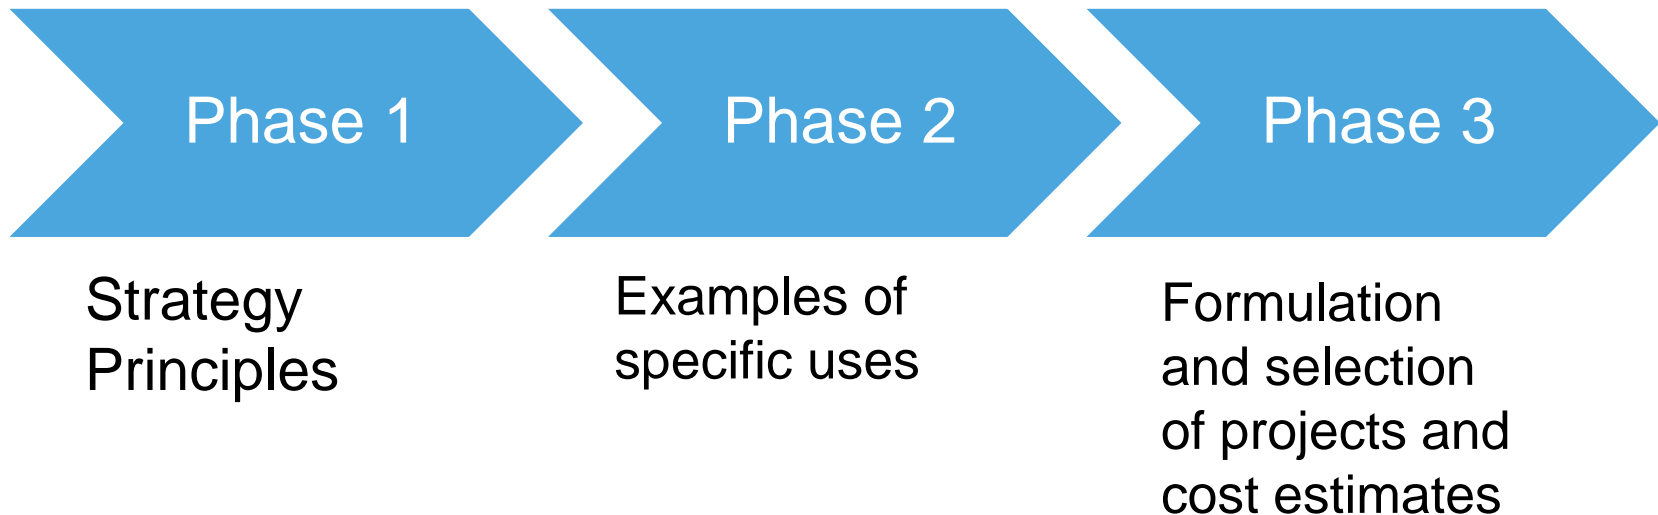 Phase 1
Strategy
Principles
Phase 2
Examples of
specific uses
Phase 3
Formulation
and selection
of projects and
cost estimates